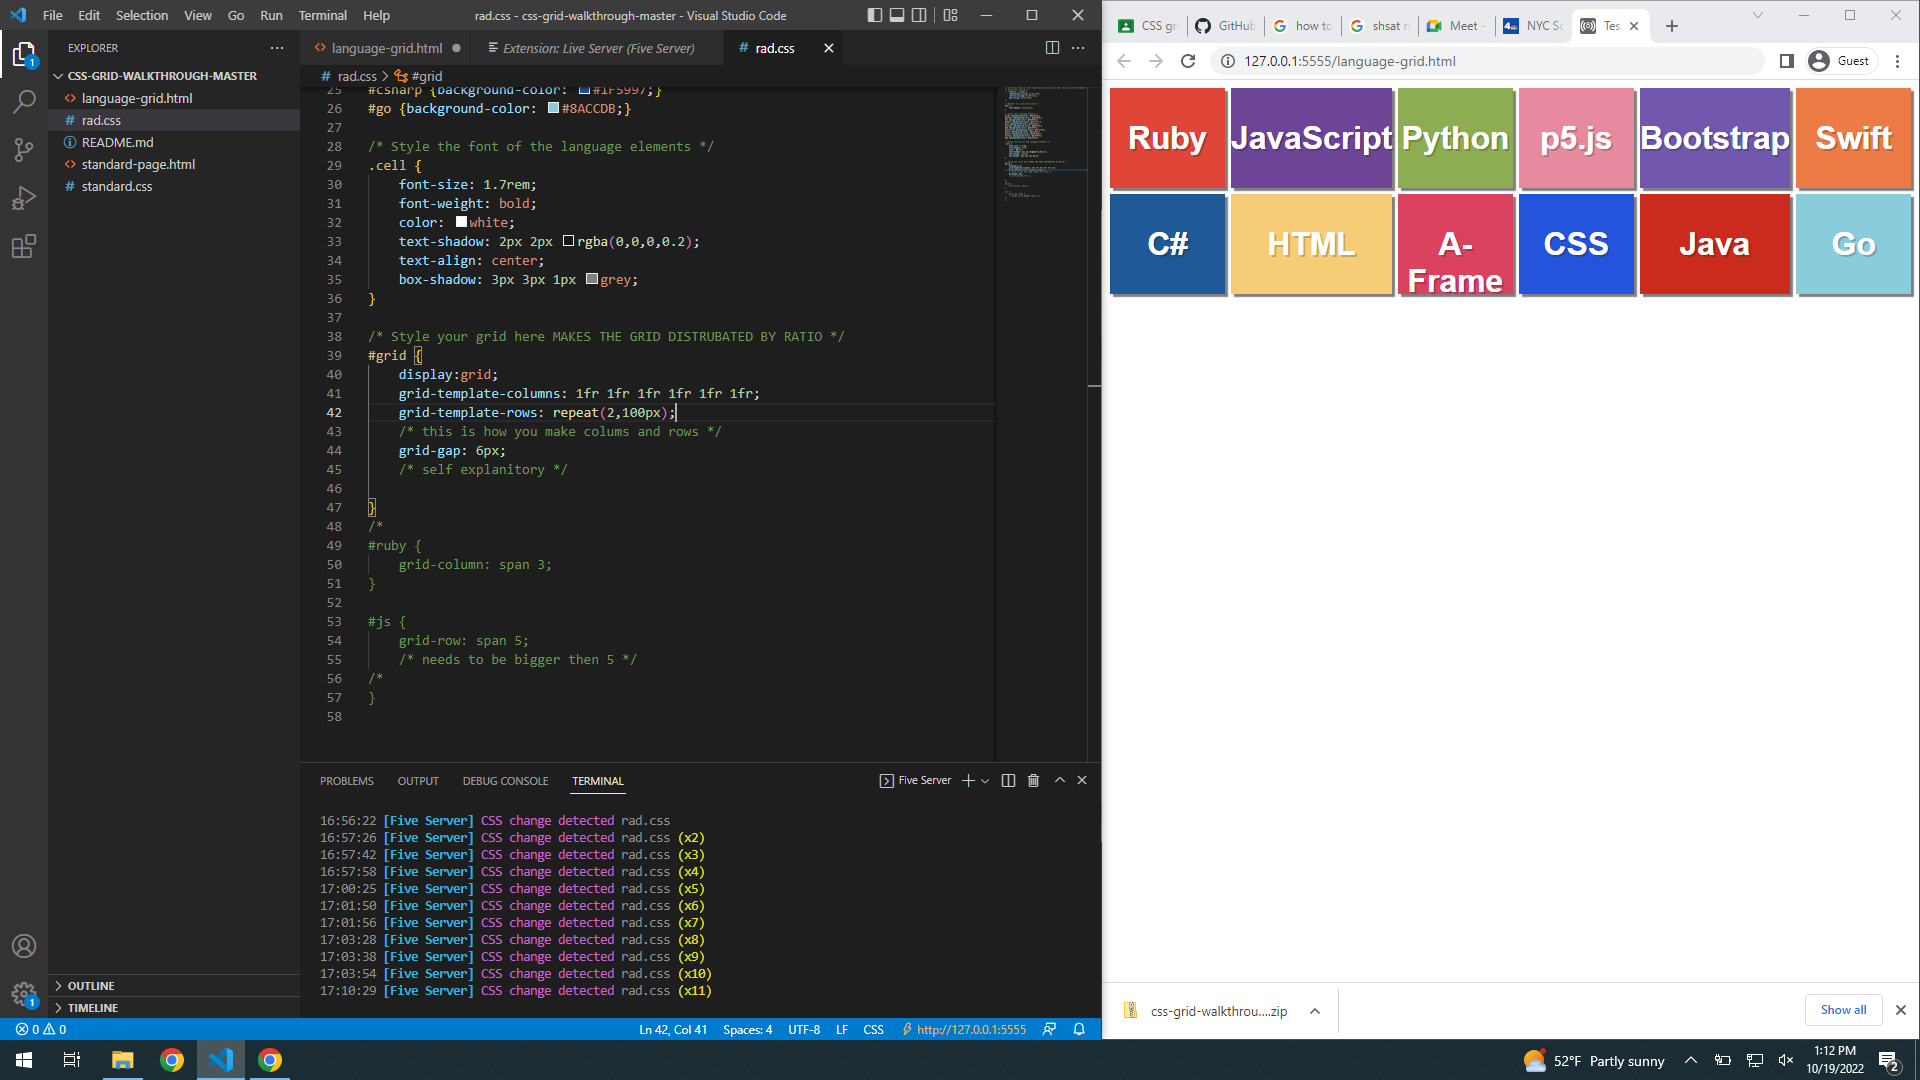 File Edit Selection View Go Run Terminal Help
rad.css - css-grid-walkthrough-master - Visual Studio Code
EXPLORER
CSS-GRID-WALKTHROUGH-MASTER
language-grid.html
rad.css
README.md
standard-page.html
standard.css
OUTLINE
TIMELINE
language-grid.html
Extension: Live Server (Five Server)
rad.css
rad.css > #grid
25 #csharp {background-color: #1F5997;}
26 #go {background-color: #8ACCDB;}
27
28 /* Style the font of the language elements */
29 .cell {
30 font-size: 1.7rem;
31 font-weight: bold;
32 color: white;
33 text-shadow: 2px 2px rgba(0,0,0,0.2);
34 text-align: center;
35 box-shadow: 3px 3px 1px grey;
36 }
37
38 /* Style your grid here MAKES THE GRID DISTRUBATED BY RATIO */
39 #grid {
40 display:grid;
41 grid-template-columns: 1fr 1fr 1fr 1fr 1fr 1fr;
42 grid-template-rows: repeat(2,100px);
43 /* this is how you make colums and rows */
44 grid-gap: 6px;
45 /* self explanitory */
46
47 }
48 /*
49 #ruby {
50 grid-column: span 3;
51 }
52
53 #js {
54 grid-row: span 5;
55 /* needs to be bigger then 5 */
56 /*
57 }
58
PROBLEMS OUTPUT DEBUG CONSOLE TERMINAL
Five Server
16:56:22 [Five Server] CSS change detected rad.css
16:57:26 [Five Server] CSS change detected rad.css (x2)
16:57:42 [Five Server] CSS change detected rad.css (x3)
16:57:58 [Five Server] CSS change detected rad.css (x4)
17:00:25 [Five Server] CSS change detected rad.css (x5)
17:01:50 [Five Server] CSS change detected rad.css (x6)
17:01:56 [Five Server] CSS change detected rad.css (x7)
17:03:28 [Five Server] CSS change detected rad.css (x8)
17:03:38 [Five Server] CSS change detected rad.css (x9)
17:03:54 [Five Server] CSS change detected rad.css (x10)
17:10:29 [Five Server] CSS change detected rad.css (x11)
0 0
Ln 42, Col 41 Spaces: 4 UTF-8 LF CSS http://127.0.0.1:5555
CSS gr GitHub how to shsat n Meet - NYC Sc Tes
127.0.0.1:5555/language-grid.html
Guest
Ruby JavaScript Python p5.js Bootstrap Swift
C# HTML A-Frame CSS Java Go
css-grid-walkthrou....zip
Show all
1
1
52°F Partly sunny
1:12 PM
10/19/2022
2